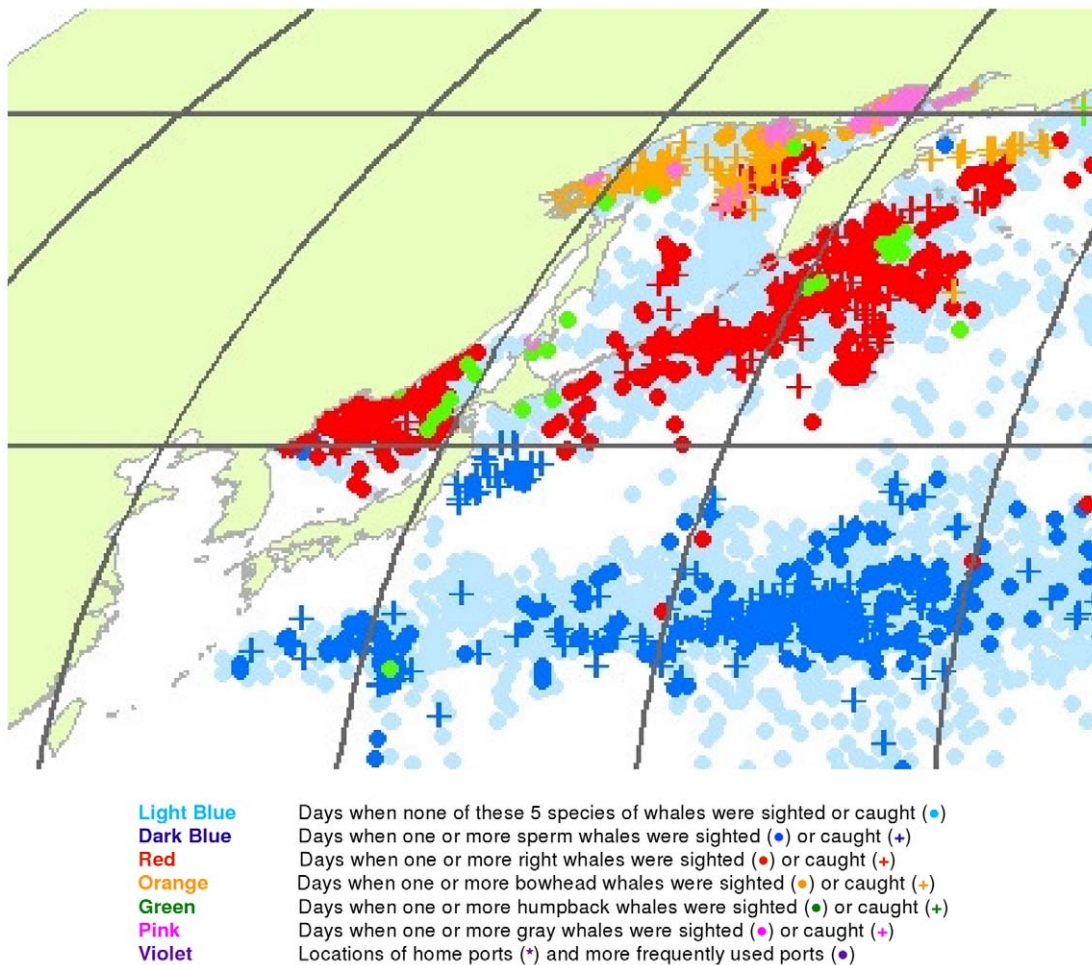 Light Blue Days when none of these 5 species of whales were sighted or caught (●)
Dark Blue Days when one or more sperm whales were sighted (●) or caught (+)
Red Days when one or more right whales were sighted (●) or caught (+)
Orange Days when one or more bowhead whales were sighted (●) or caught (+)
Green Days when one or more humpback whales were sighted (●) or caught (+)
Pink Days when one or more gray whales were sighted (●) or caught (+)
Violet Locations of home ports (*) and more frequently used ports (●)